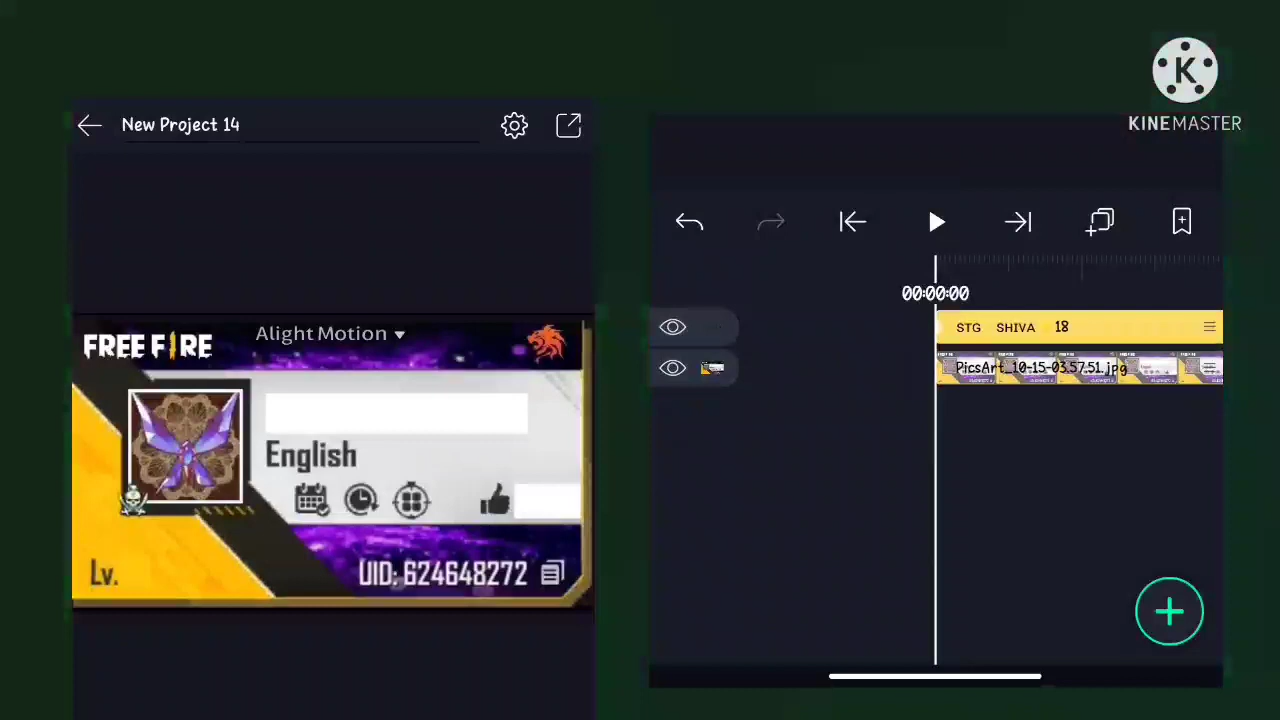 New Project 14
KINEMASTER
FREE FIRE
Alight Motion
English
Lv.
UID: 624648272
00:00:00
STG SHIVA 18
PicsArt_10-15-03.57.51.jpg